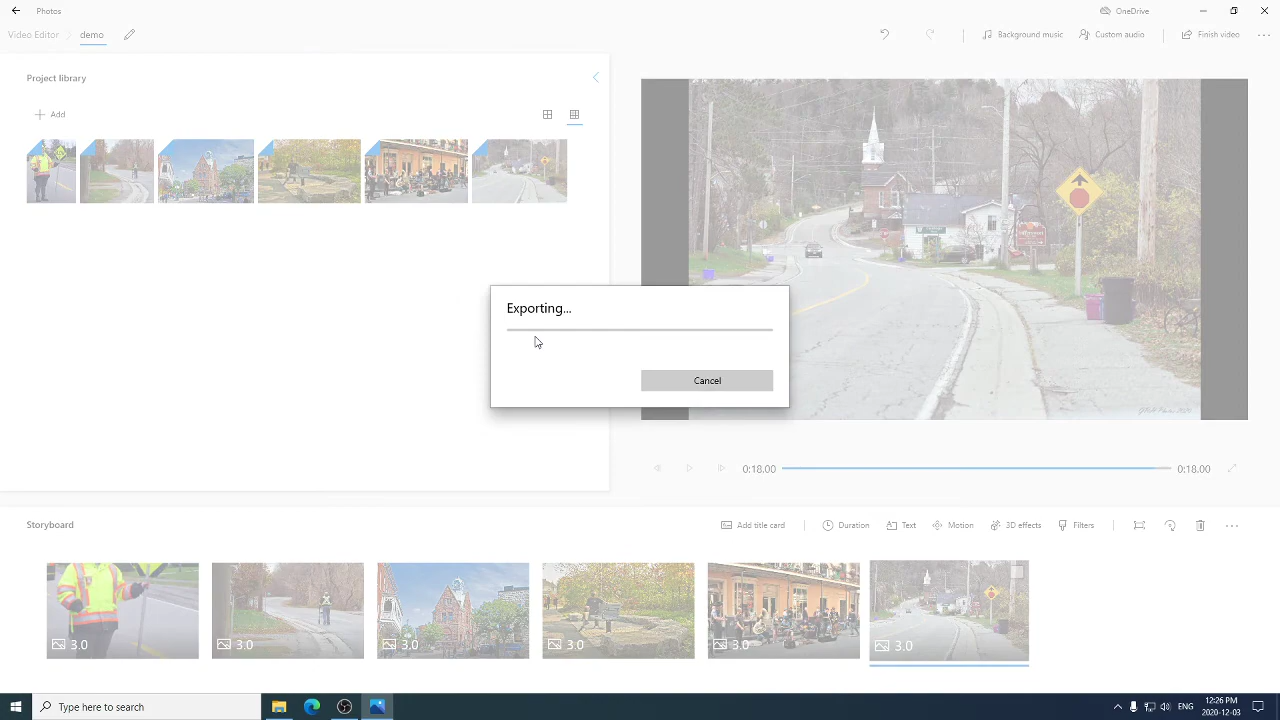 Photos
OneDrive
Video Editor
demo
Background music
Custom audio
Finish video
Project library
Add
Exporting...
Cancel
0:18.00
0:18.00
Storyboard
Add title card
Duration
Text
Motion
3D effects
Filters
3.0
3.0
3.0
3.0
3.0
3.0
Type here to search
ENG
12:26 PM
2020-12-03